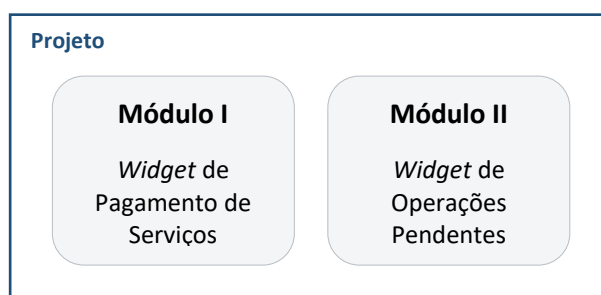 Projeto
Módulo I
Widget de
Pagamento de
Serviços
Módulo II
Widget de
Operações
Pendentes